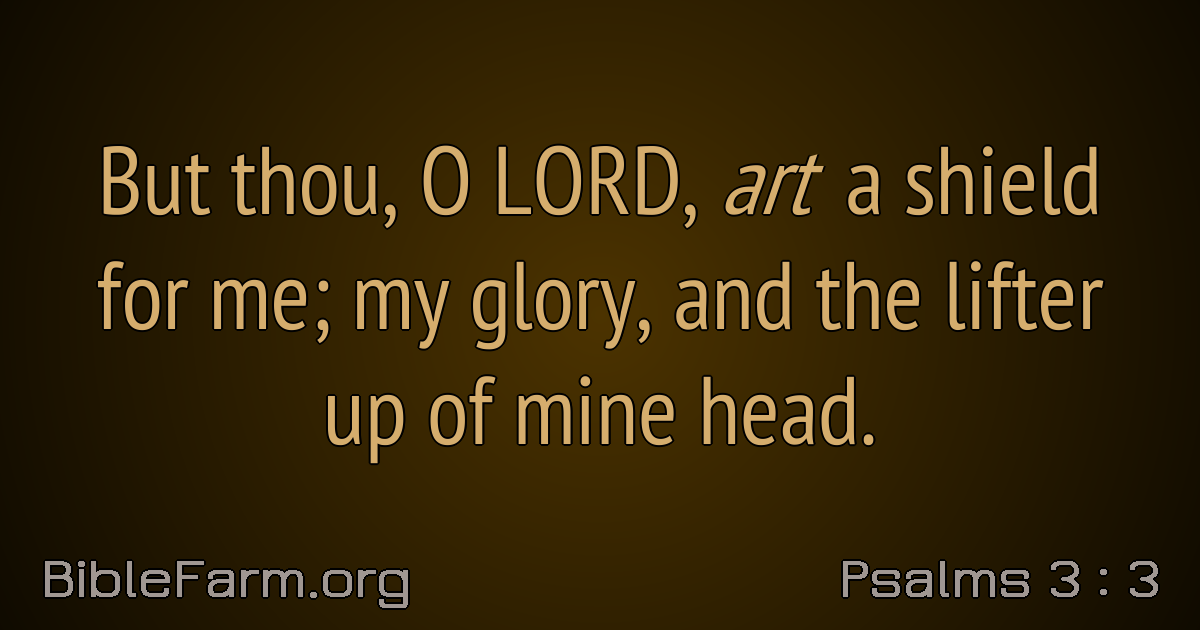 But thou, O LORD, art a shield
for me; my glory, and the lifter
up of mine head.
BibleFarm.org
Psalms 3 : 3